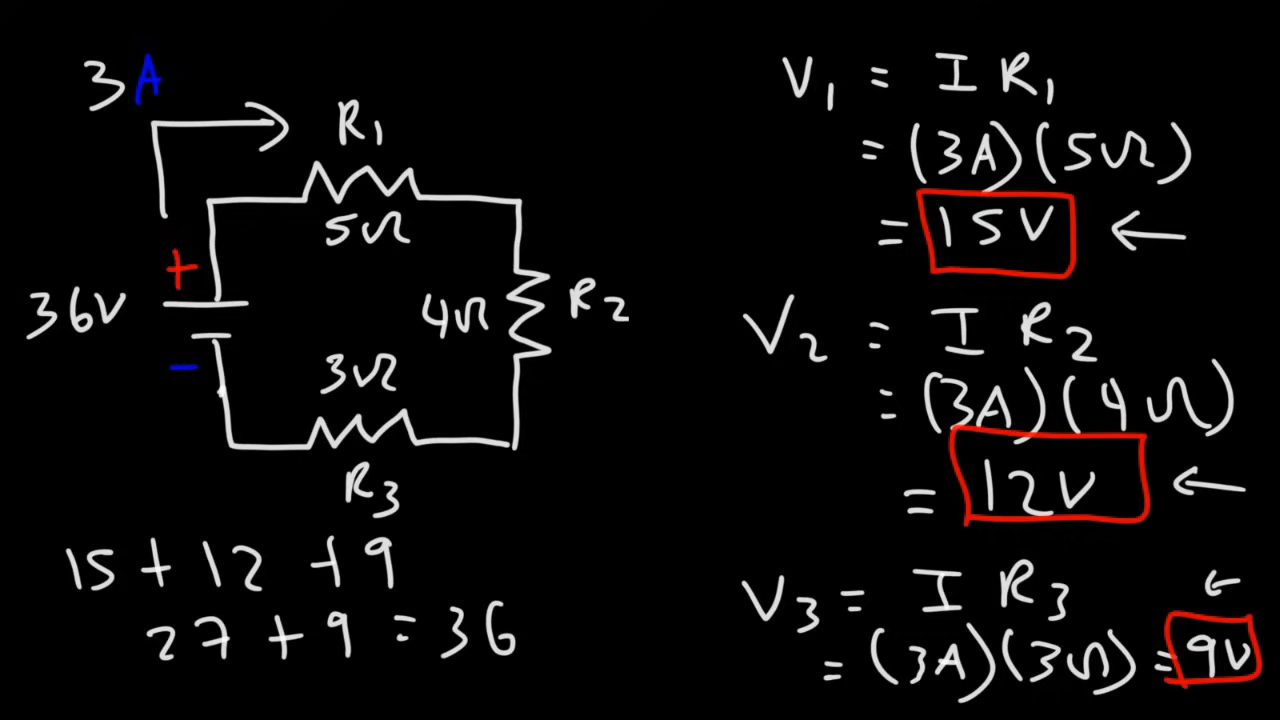 3A
R1
5Ω
+
36V
4Ω
R2
-
3Ω
R3
15 + 12 + 9
27 + 9 = 36
V1 = I R1
= (3A)(5Ω)
= 15V ←
V2 = I R2
= (3A)(4Ω)
= 12V ←
V3 = I R3 ←
= (3A)(3Ω) = 9V